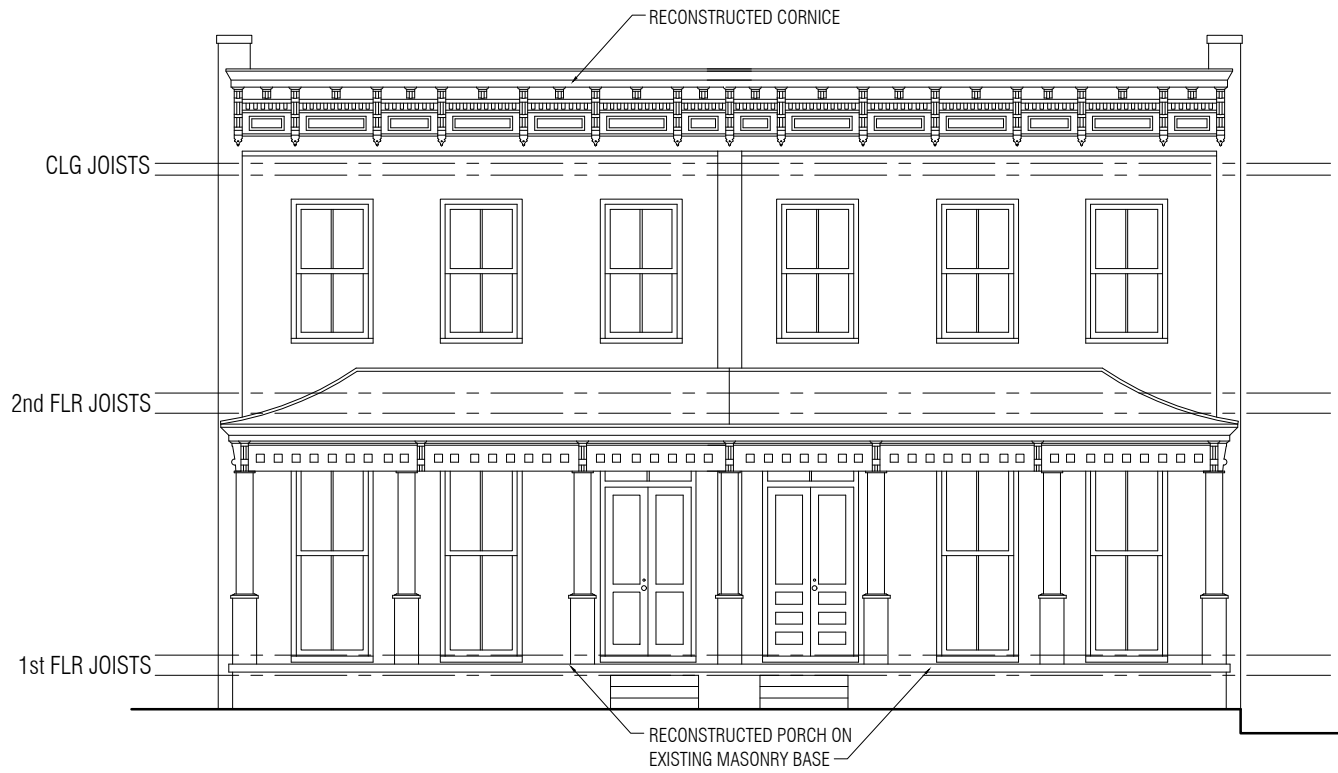 RECONSTRUCTED CORNICE
CLG JOISTS
2nd FLR JOISTS
1st FLR JOISTS
RECONSTRUCTED PORCH ON
EXISTING MASONRY BASE